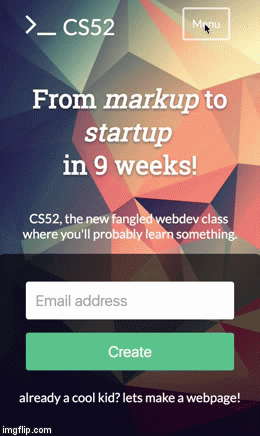 >__ CS52
Menu
From markup to
startup
in 9 weeks!
CS52, the new fangled webdev class
where you'll probably learn something.
Email address
Create
already a cool kid? lets make a webpage!
imgflip.com